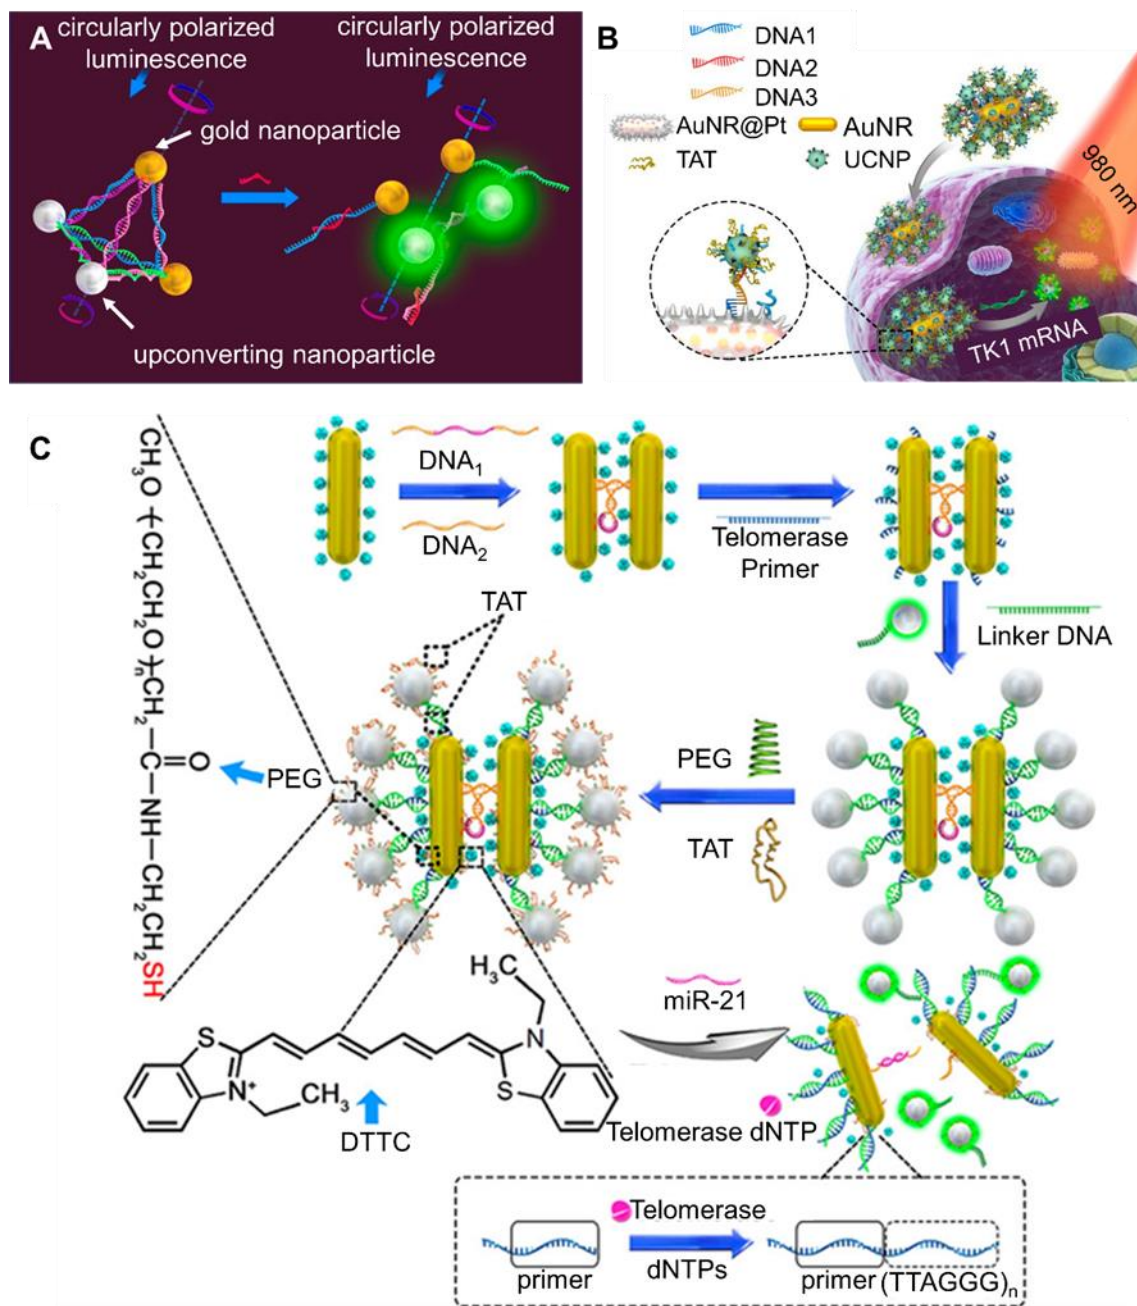 A
circularly polarized
luminescence
circularly polarized
luminescence
gold nanoparticle
upconverting nanoparticle
B
DNA1
DNA2
DNA3
AuNR@Pt
AuNR
TAT
UCNP
980 nm
TK1 mRNA
C
CH₃O-(CH₂CH₂O)ₙCH₂-C-NH-CH₂CH₂SH
O
DNA₁
DNA₂
Telomerase
Primer
Linker DNA
TAT
PEG
PEG
TAT
H₃C
S
N
N⁺
CH₃
S
DTTC
miR-21
Telomerase dNTP
Telomerase
dNTPs
primer
primer (TTAGGG)ₙ